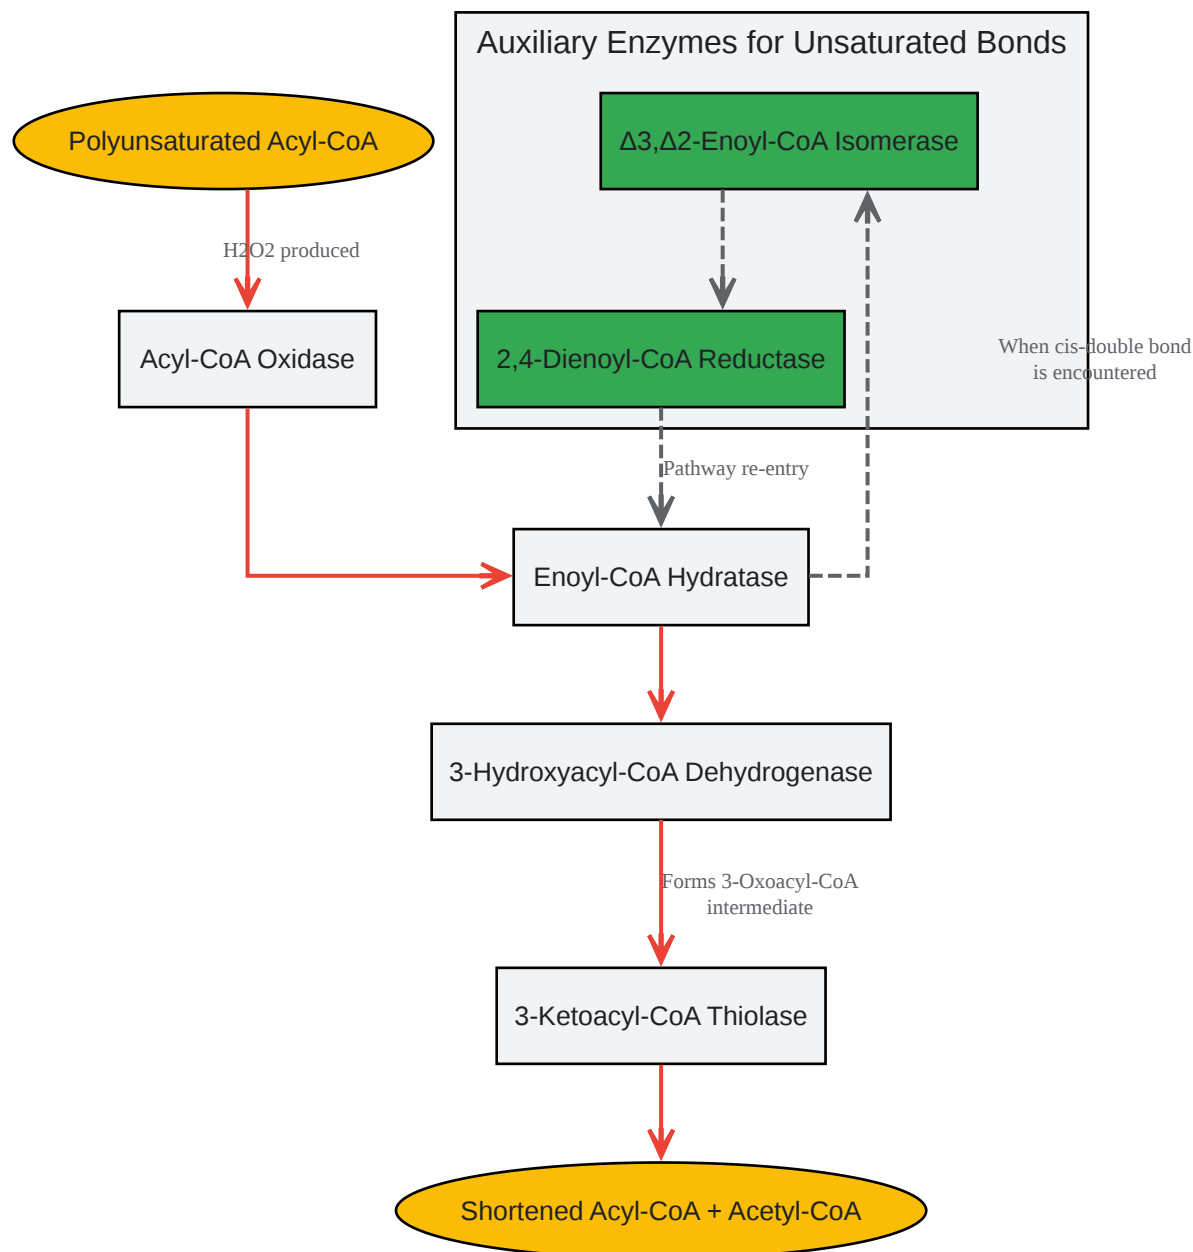 Auxiliary Enzymes for Unsaturated Bonds
Polyunsaturated Acyl-CoA
Δ3,Δ2-Enoyl-CoA Isomerase
H2O2 produced
Acyl-CoA Oxidase
2,4-Dienoyl-CoA Reductase
When cis-double bond
is encountered
Pathway re-entry
Enoyl-CoA Hydratase
3-Hydroxyacyl-CoA Dehydrogenase
Forms 3-Oxoacyl-CoA
intermediate
3-Ketoacyl-CoA Thiolase
Shortened Acyl-CoA + Acetyl-CoA